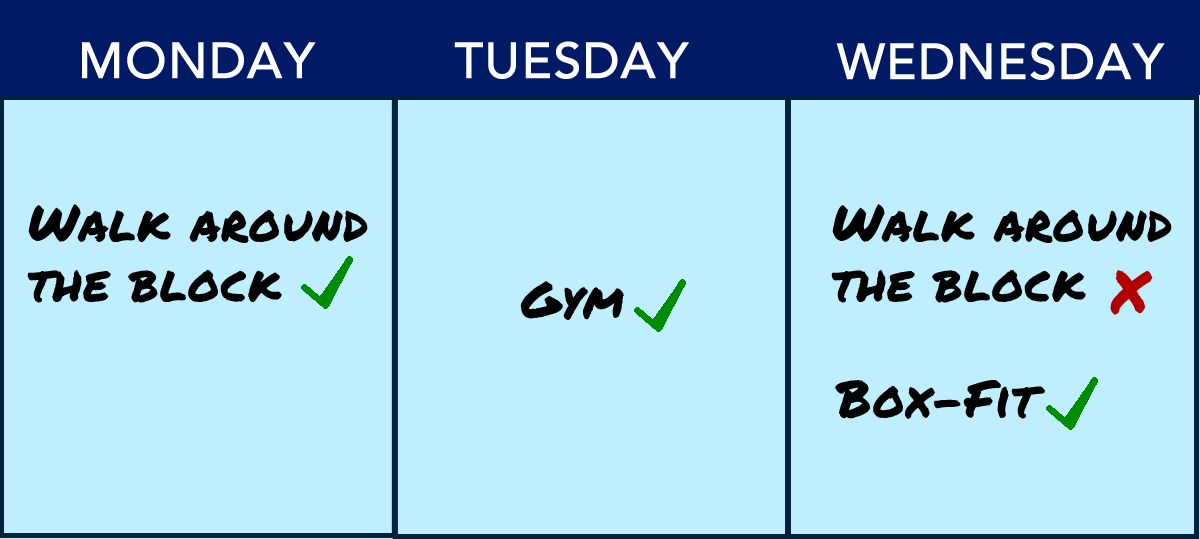 MONDAY
TUESDAY
WEDNESDAY
Walk around
the block ✓
Gym ✓
Walk around
the block ✗
Box-Fit ✓